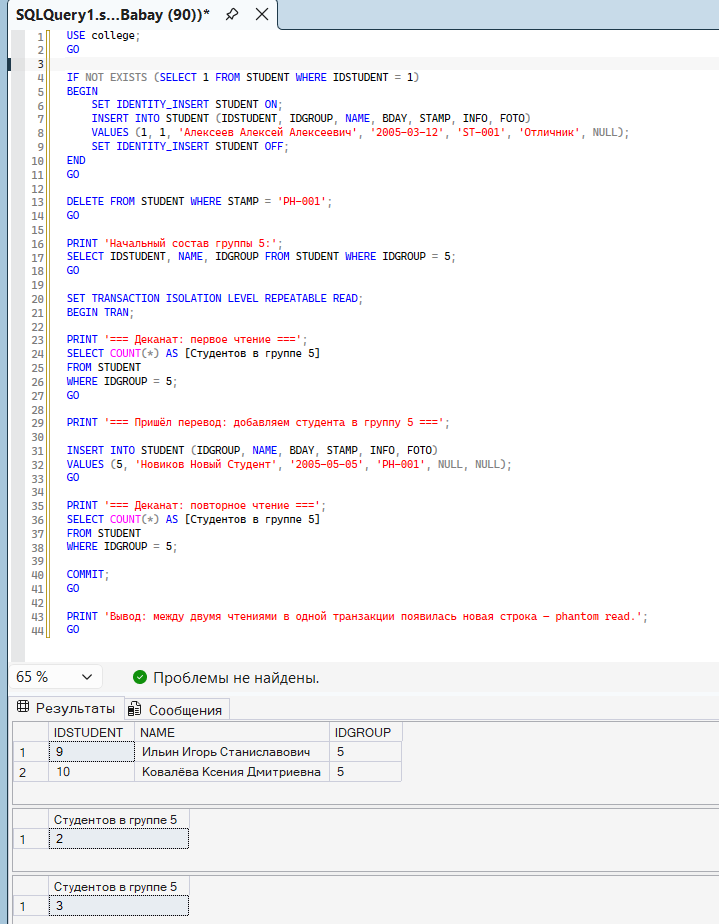 SQLQuery1.s...Babay (90))*
1 USE college;
2 GO
3
4 IF NOT EXISTS (SELECT 1 FROM STUDENT WHERE IDSTUDENT = 1)
5 BEGIN
6 SET IDENTITY_INSERT STUDENT ON;
7 INSERT INTO STUDENT (IDSTUDENT, IDGROUP, NAME, BDAY, STAMP, INFO, FOTO)
8 VALUES (1, 1, 'Алексеев Алексей Алексеевич', '2005-03-12', 'ST-001', 'Отличник', NULL);
9 SET IDENTITY_INSERT STUDENT OFF;
10 END
11 GO
12
13 DELETE FROM STUDENT WHERE STAMP = 'PH-001';
14 GO
15
16 PRINT 'Начальный состав группы 5:';
17 SELECT IDSTUDENT, NAME, IDGROUP FROM STUDENT WHERE IDGROUP = 5;
18 GO
19
20 SET TRANSACTION ISOLATION LEVEL REPEATABLE READ;
21 BEGIN TRAN;
22
23 PRINT '=== Деканат: первое чтение ===';
24 SELECT COUNT(*) AS [Студентов в группе 5]
25 FROM STUDENT
26 WHERE IDGROUP = 5;
27 GO
28
29 PRINT '=== Пришёл перевод: добавляем студента в группу 5 ===';
30
31 INSERT INTO STUDENT (IDGROUP, NAME, BDAY, STAMP, INFO, FOTO)
32 VALUES (5, 'Новиков Новый Студент', '2005-05-05', 'PH-001', NULL, NULL);
33 GO
34
35 PRINT '=== Деканат: повторное чтение ===';
36 SELECT COUNT(*) AS [Студентов в группе 5]
37 FROM STUDENT
38 WHERE IDGROUP = 5;
39
40 COMMIT;
41 GO
42
43 PRINT 'Вывод: между двумя чтениями в одной транзакции появилась новая строка — phantom read.';
44 GO
65 % Проблемы не найдены.
Результаты Сообщения
IDSTUDENT NAME IDGROUP
1 9 Ильин Игорь Станиславович 5
2 10 Ковалёва Ксения Дмитриевна 5
Студентов в группе 5
1 2
Студентов в группе 5
1 3